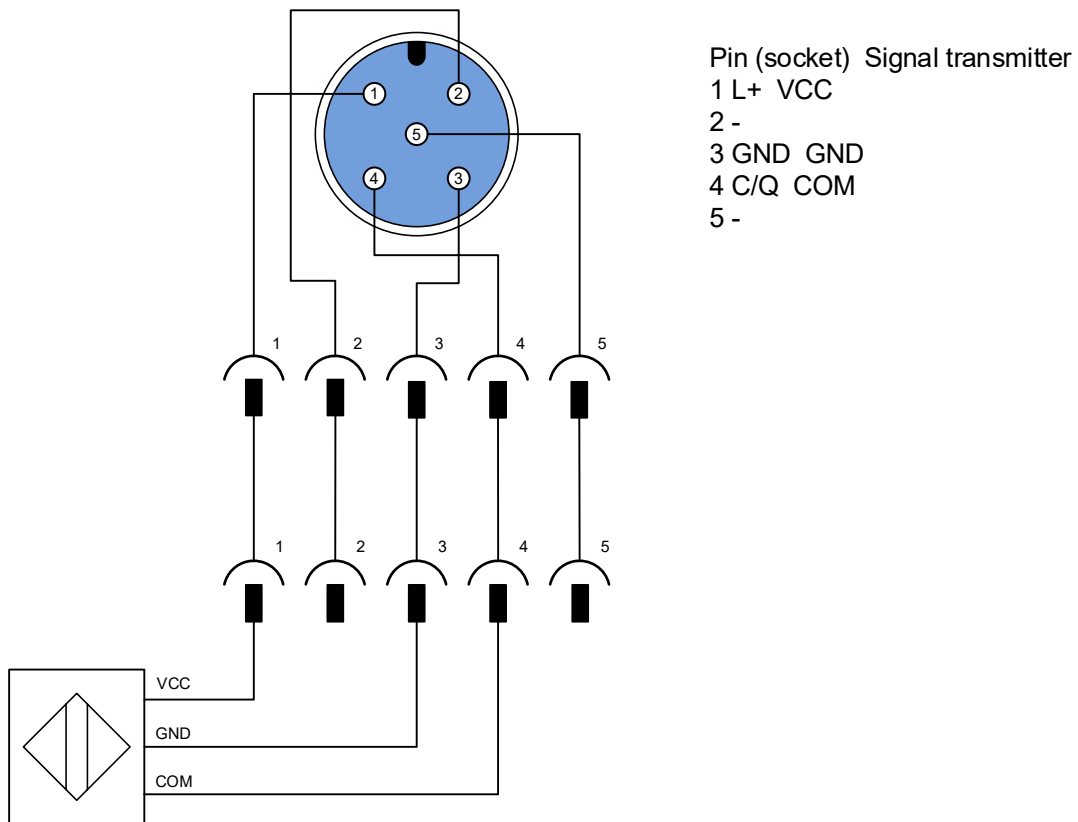 Pin (socket) Signal transmitter
1 L+ VCC
2 -
3 GND GND
4 C/Q COM
5 -
1 2
5
4 3
1 2 3 4 5
1 2 3 4 5
VCC
GND
COM